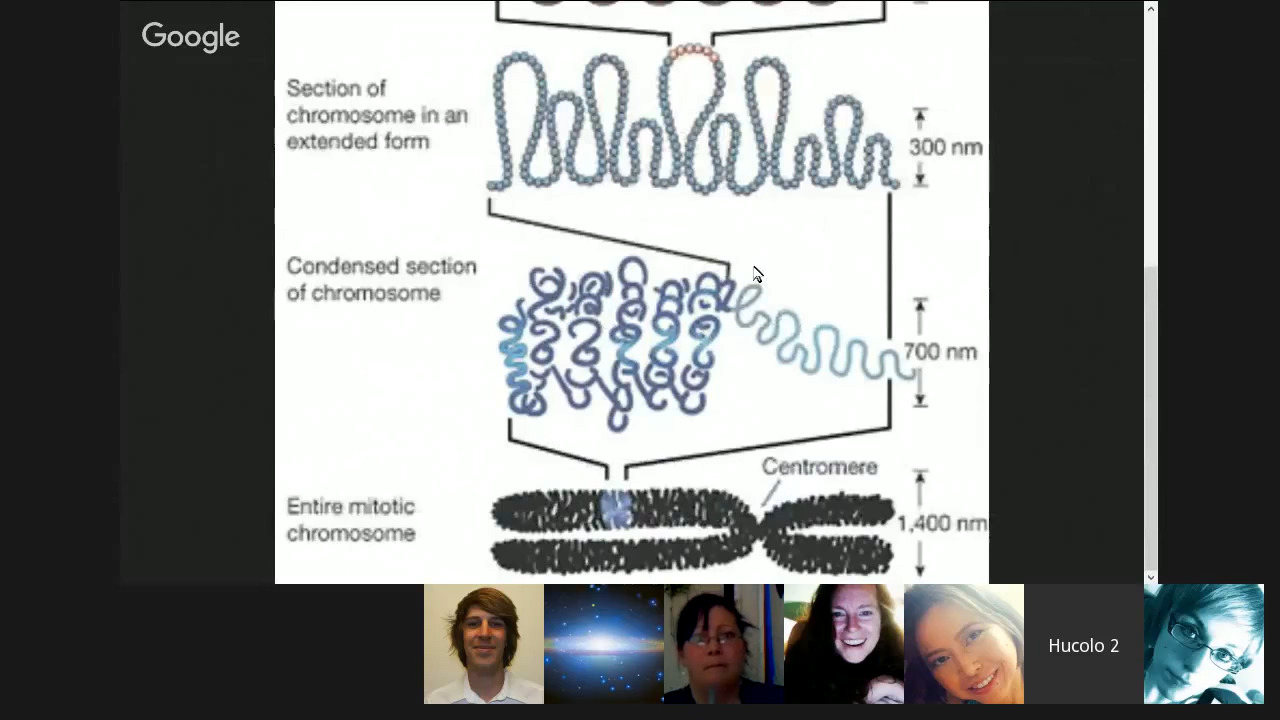 Google
Section of
chromosome in an
extended form
300 nm
Condensed section
of chromosome
700 nm
Centromere
Entire mitotic
chromosome
1,400 nm
Hucolo 2